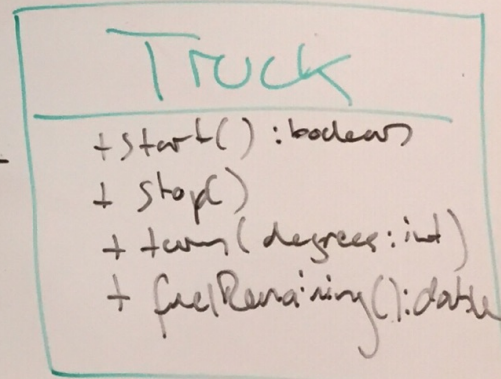 Truck
+start() : boolean
+ stop()
+ turn(degrees: int)
+ fuelRemaining(): double